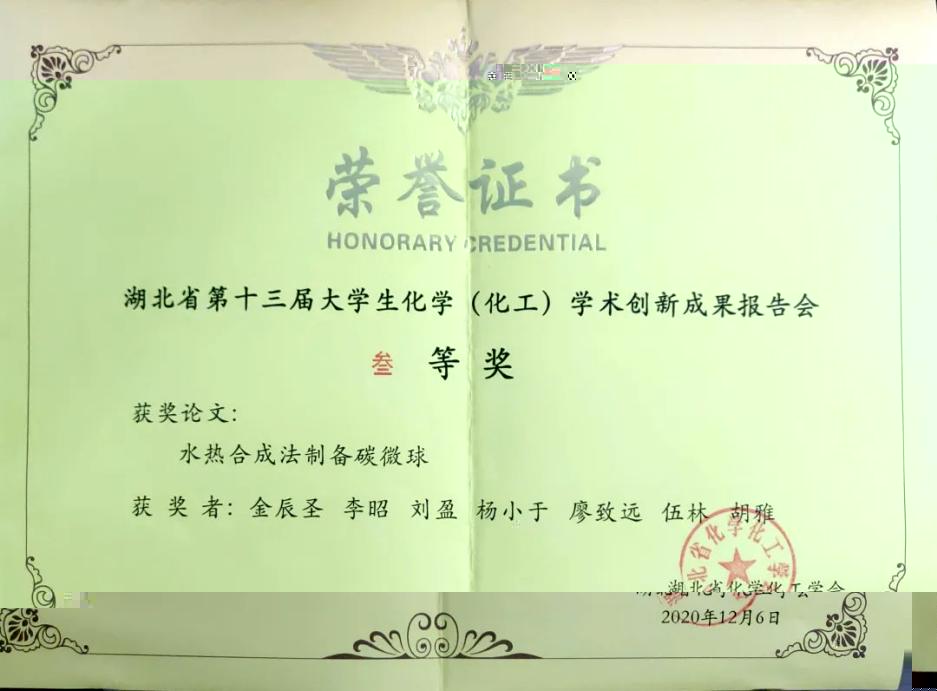 荣誉证书
HONORARY CREDENTIAL
湖北省第十三届大学生化学（化工）学术创新成果报告会
叁 等 奖
获奖论文：
水热合成法制备碳微球
获 奖 者：金辰圣 李昭 刘盈 杨小于 廖致远 伍林 胡雅
湖北省化学化工学会
2020年12月6日